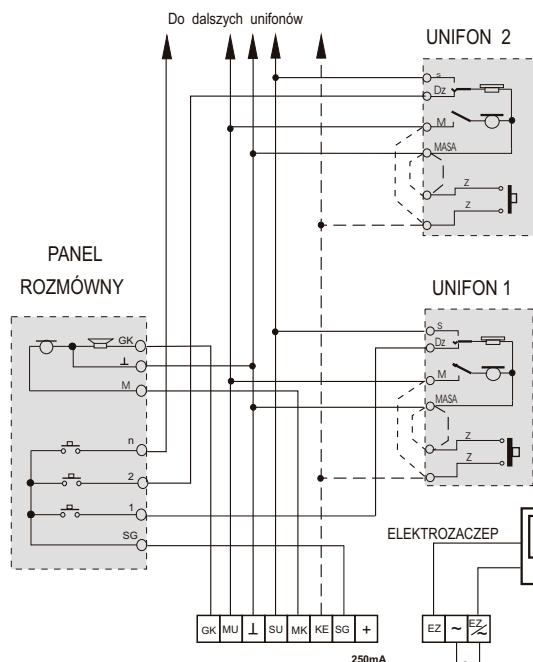 Do dalszych unifonów
UNIFON 2
s
Dz
M
MASA
Z
Z
PANEL
ROZMÓWNY
GK
⊥
M
n
2
1
SG
UNIFON 1
s
Dz
M
MASA
Z
Z
ELEKTROZACZEP
GK MU ⊥ SU MK KE SG +
EZ ~ EZ/~
250mA